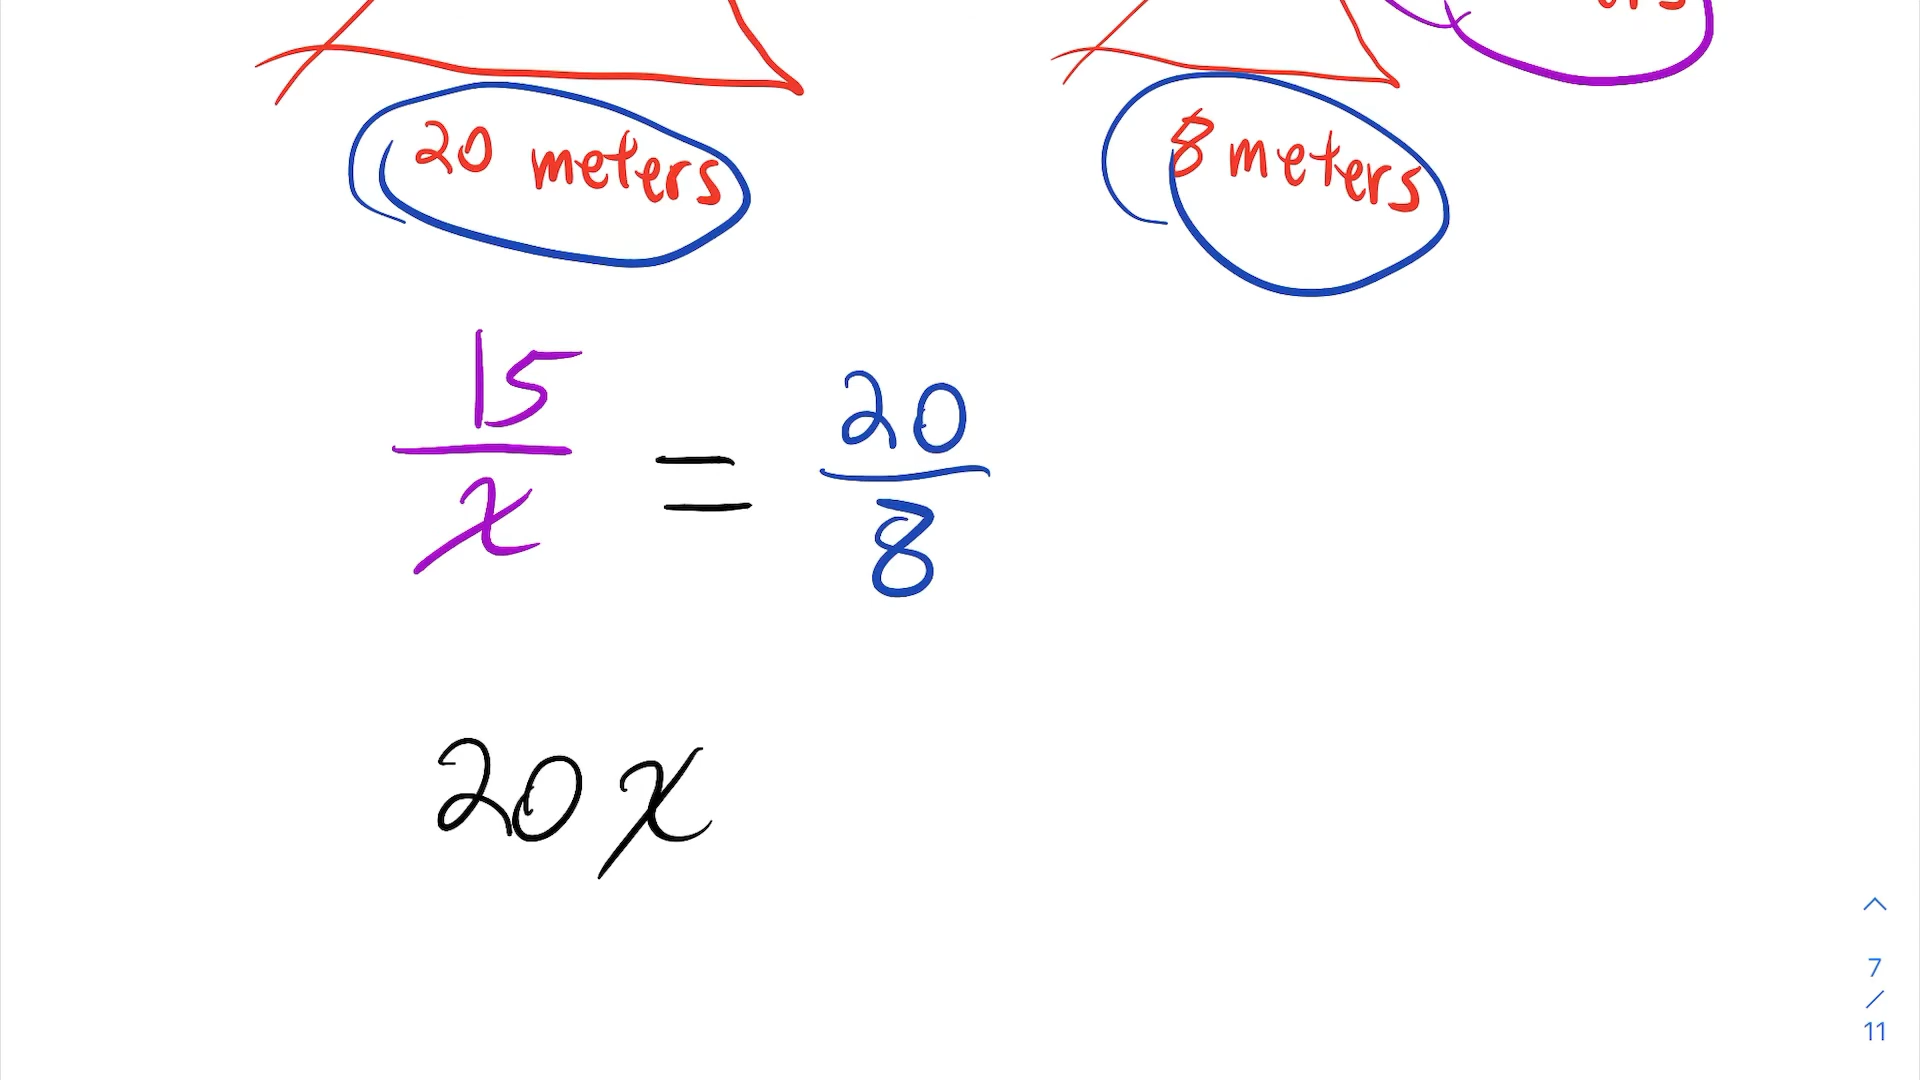 20 meters
8 meters
15/x = 20/8
20x
7
/
11